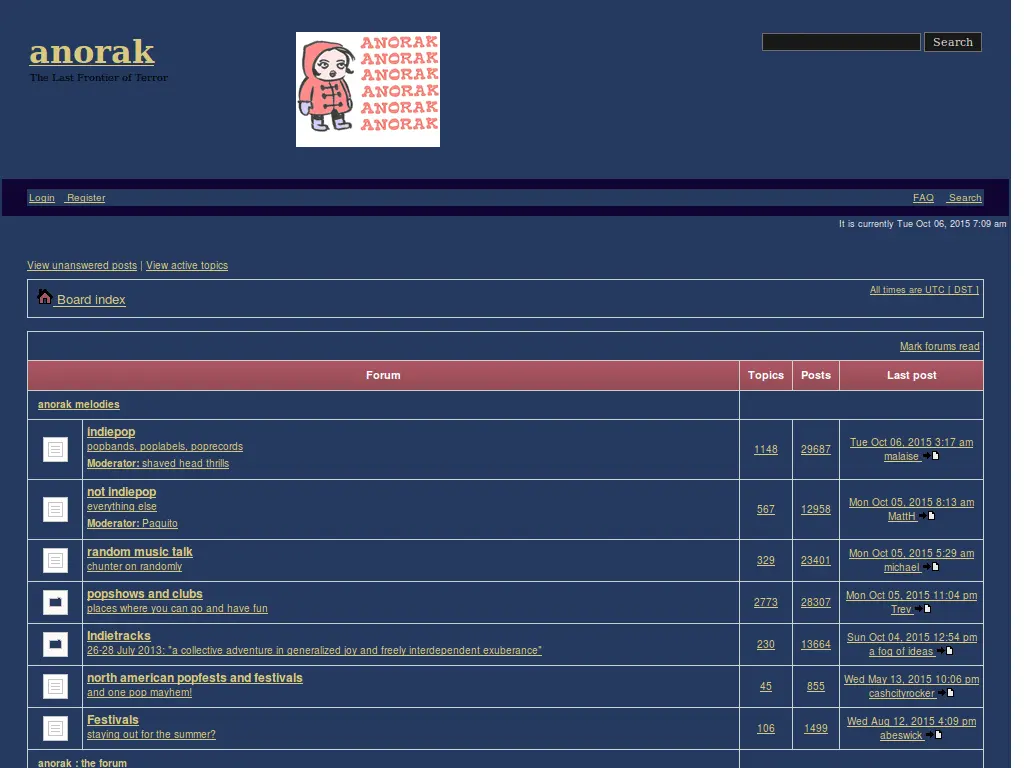 anorak
The Last Frontier of Terror
ANORAK
ANORAK
ANORAK
ANORAK
ANORAK
ANORAK
Search
Login Register FAQ Search
It is currently Tue Oct 06, 2015 7:09 am
View unanswered posts | View active topics
Board index All times are UTC [ DST ]
Mark forums read
Forum Topics Posts Last post
anorak melodies
indiepop
popbands, poplabels, poprecords
Moderator: shaved head thrills
1148 29687 Tue Oct 06, 2015 3:17 am
malaise
not indiepop
everything else
Moderator: Paquito
567 12958 Mon Oct 05, 2015 8:13 am
MattH
random music talk
chunter on randomly
329 23401 Mon Oct 05, 2015 5:29 am
michael
popshows and clubs
places where you can go and have fun
2773 28307 Mon Oct 05, 2015 11:04 pm
Trev
Indietracks
26-28 July 2013: "a collective adventure in generalized joy and freely interdependent exuberance"
230 13664 Sun Oct 04, 2015 12:54 pm
a fog of ideas
north american popfests and festivals
and one pop mayhem!
45 855 Wed May 13, 2015 10:06 pm
cashcityrocker
Festivals
staying out for the summer?
106 1499 Wed Aug 12, 2015 4:09 pm
abeswick
anorak : the forum